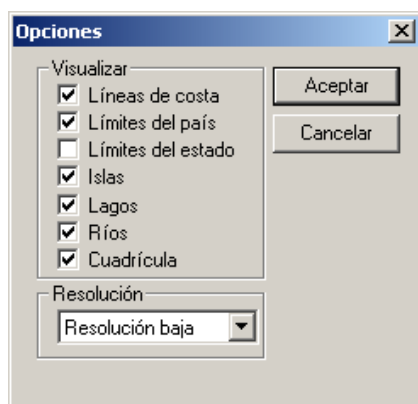 Opciones
Visualizar
Líneas de costa
Límites del país
Límites del estado
Islas
Lagos
Ríos
Cuadrícula
Aceptar
Cancelar
Resolución
Resolución baja